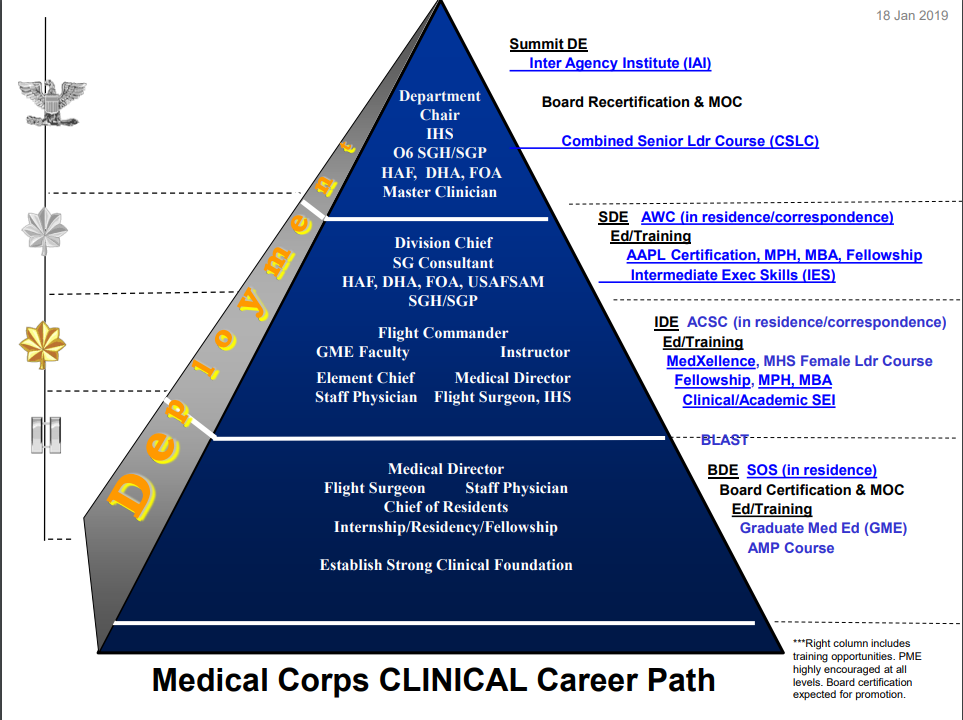 18 Jan 2019
Summit DE
Inter Agency Institute (IAI)
Board Recertification & MOC
Combined Senior Ldr Course (CSLC)
Department
Chair
IHS
O6 SGH/SGP
HAF, DHA, FOA
Master Clinician
SDE AWC (in residence/correspondence)
Ed/Training
AAPL Certification, MPH, MBA, Fellowship
Intermediate Exec Skills (IES)
Division Chief
SG Consultant
HAF, DHA, FOA, USAFSAM
SGH/SGP
Flight Commander
GME Faculty Instructor
Element Chief Medical Director
Staff Physician Flight Surgeon, IHS
IDE ACSC (in residence/correspondence)
Ed/Training
MedXellence, MHS Female Ldr Course
Fellowship, MPH, MBA
Clinical/Academic SEI
Deployment
BLAST
BDE SOS (in residence)
Board Certification & MOC
Ed/Training
Graduate Med Ed (GME)
AMP Course
Medical Director
Flight Surgeon Staff Physician
Chief of Residents
Internship/Residency/Fellowship
Establish Strong Clinical Foundation
***Right column includes
training opportunities. PME
highly encouraged at all
levels. Board certification
expected for promotion.
Medical Corps CLINICAL Career Path